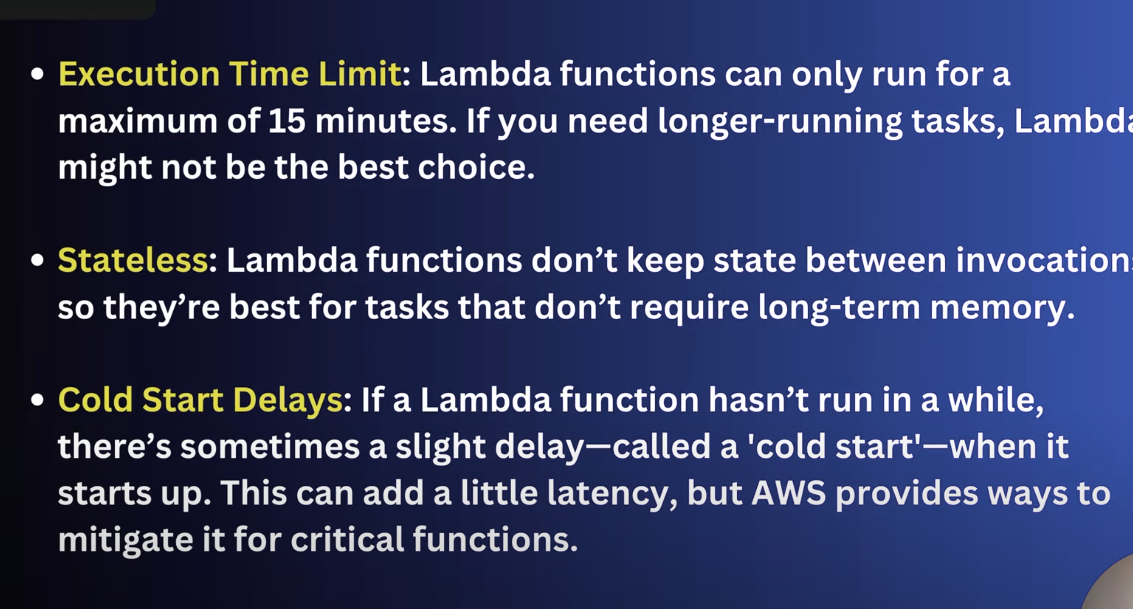 • Execution Time Limit: Lambda functions can only run for a
maximum of 15 minutes. If you need longer-running tasks, Lambda
might not be the best choice.
• Stateless: Lambda functions don’t keep state between invocations
so they’re best for tasks that don’t require long-term memory.
• Cold Start Delays: If a Lambda function hasn’t run in a while,
there’s sometimes a slight delay—called a 'cold start'—when it
starts up. This can add a little latency, but AWS provides ways to
mitigate it for critical functions.